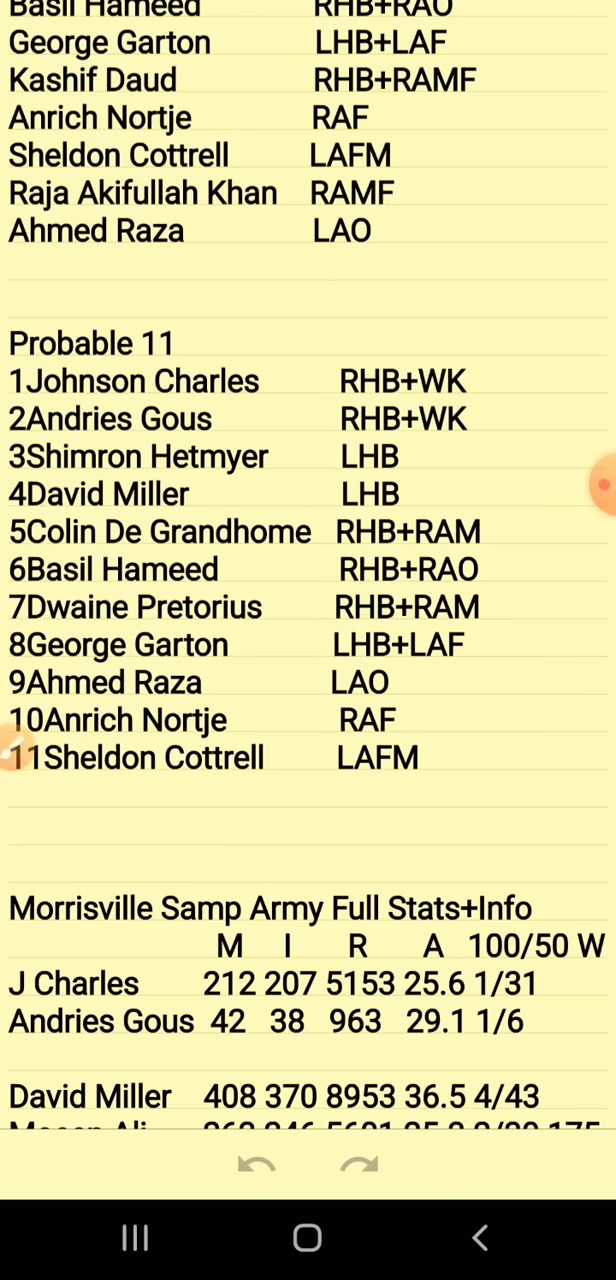 Basil Hameed RHB+RAO
George Garton LHB+LAF
Kashif Daud RHB+RAMF
Anrich Nortje RAF
Sheldon Cottrell LAFM
Raja Akifullah Khan RAMF
Ahmed Raza LAO
Probable 11
1Johnson Charles RHB+WK
2Andries Gous RHB+WK
3Shimron Hetmyer LHB
4David Miller LHB
5Colin De Grandhome RHB+RAM
6Basil Hameed RHB+RAO
7Dwaine Pretorius RHB+RAM
8George Garton LHB+LAF
9Ahmed Raza LAO
10Anrich Nortje RAF
11Sheldon Cottrell LAFM
Morrisville Samp Army Full Stats+Info
M I R A 100/50 W
J Charles 212 207 5153 25.6 1/31
Andries Gous 42 38 963 29.1 1/6
David Miller 408 370 8953 36.5 4/43